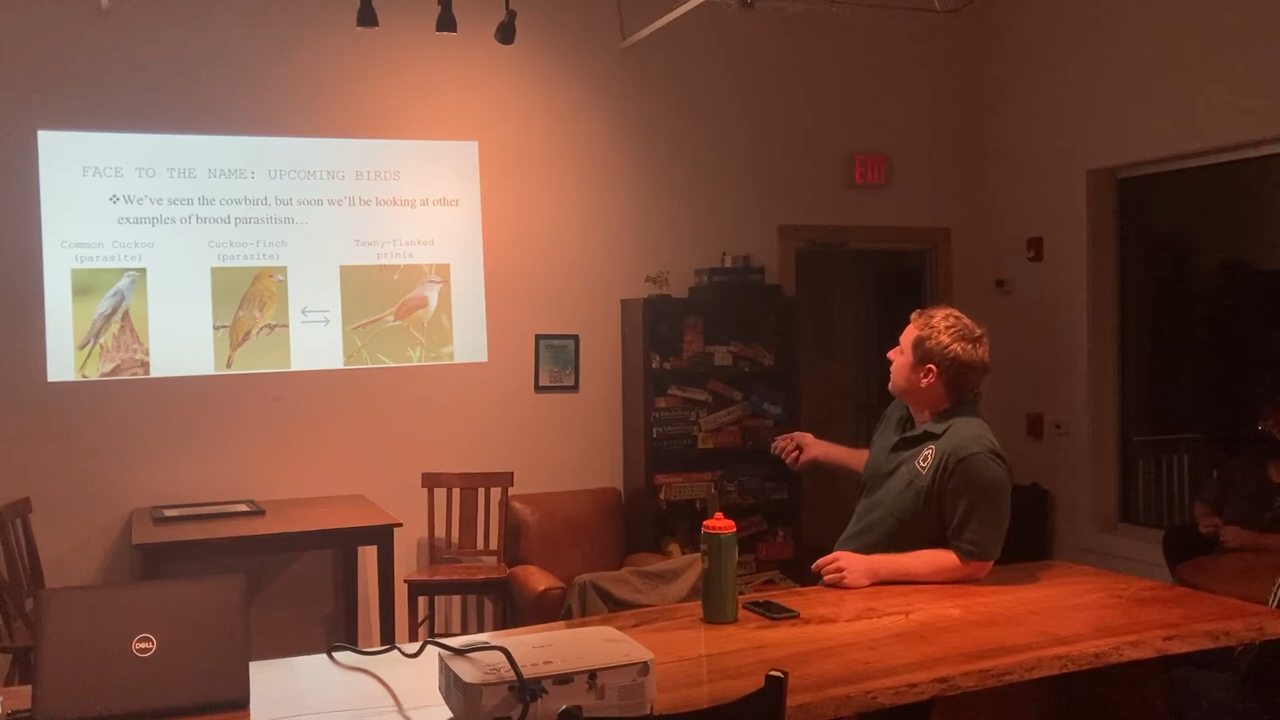 FACE TO THE NAME: UPCOMING BIRDS
❖We've seen the cowbird, but soon we'll be looking at other
examples of brood parasitism…
Common Cuckoo
(parasite)
Cuckoo-finch
(parasite)
Tawny-flanked
prinia
EXIT
DELL